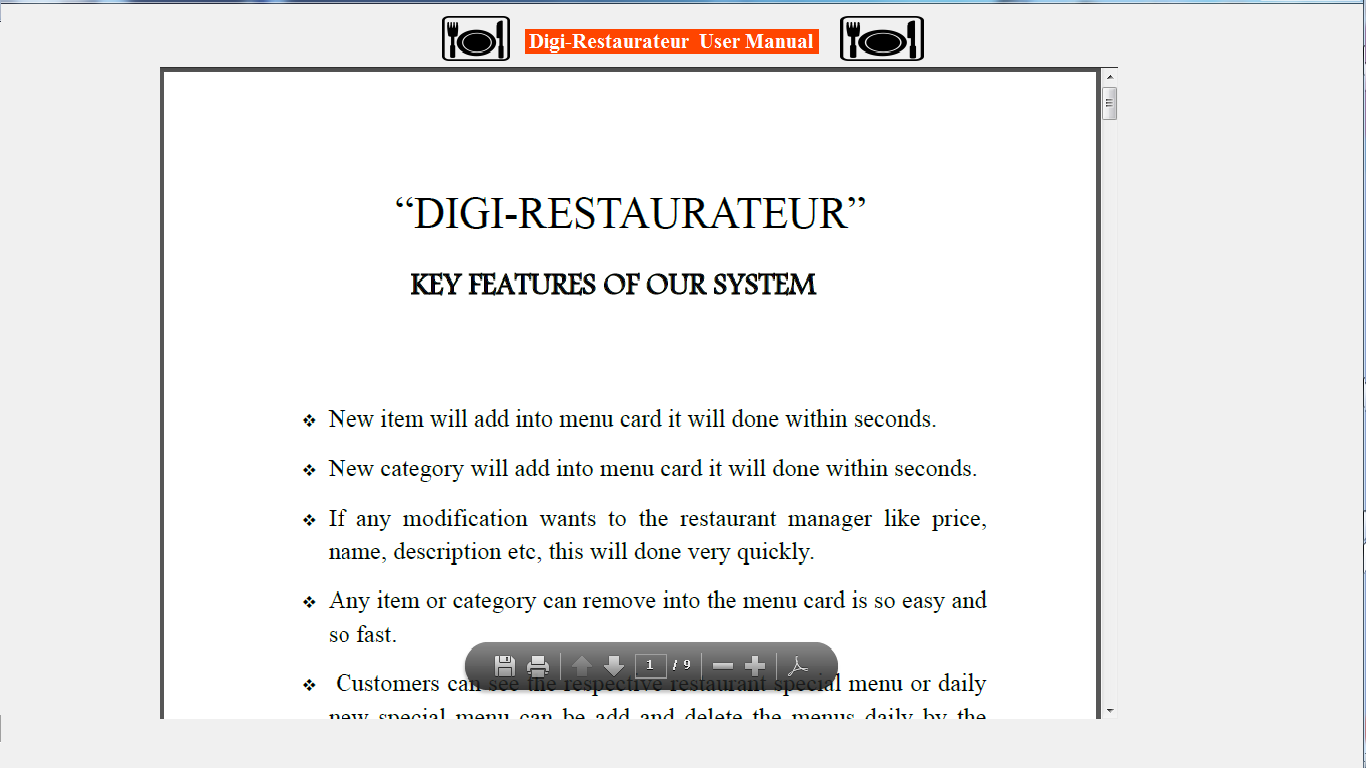 Digi-Restaurateur User Manual
“DIGI-RESTAURATEUR”
KEY FEATURES OF OUR SYSTEM
❖ New item will add into menu card it will done within seconds.
❖ New category will add into menu card it will done within seconds.
❖ If any modification wants to the restaurant manager like price,
name, description etc, this will done very quickly.
❖ Any item or category can remove into the menu card is so easy and
so fast.
1 / 9
❖ Customers can see the respective restaurant special menu or daily
new special menu can be add and delete the menus daily by the